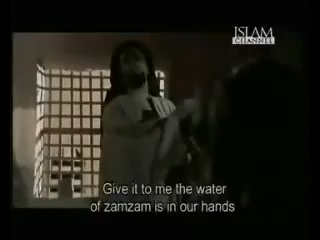 ISLAM
CHANNEL
Give it to me the water
of zamzam is in our hands